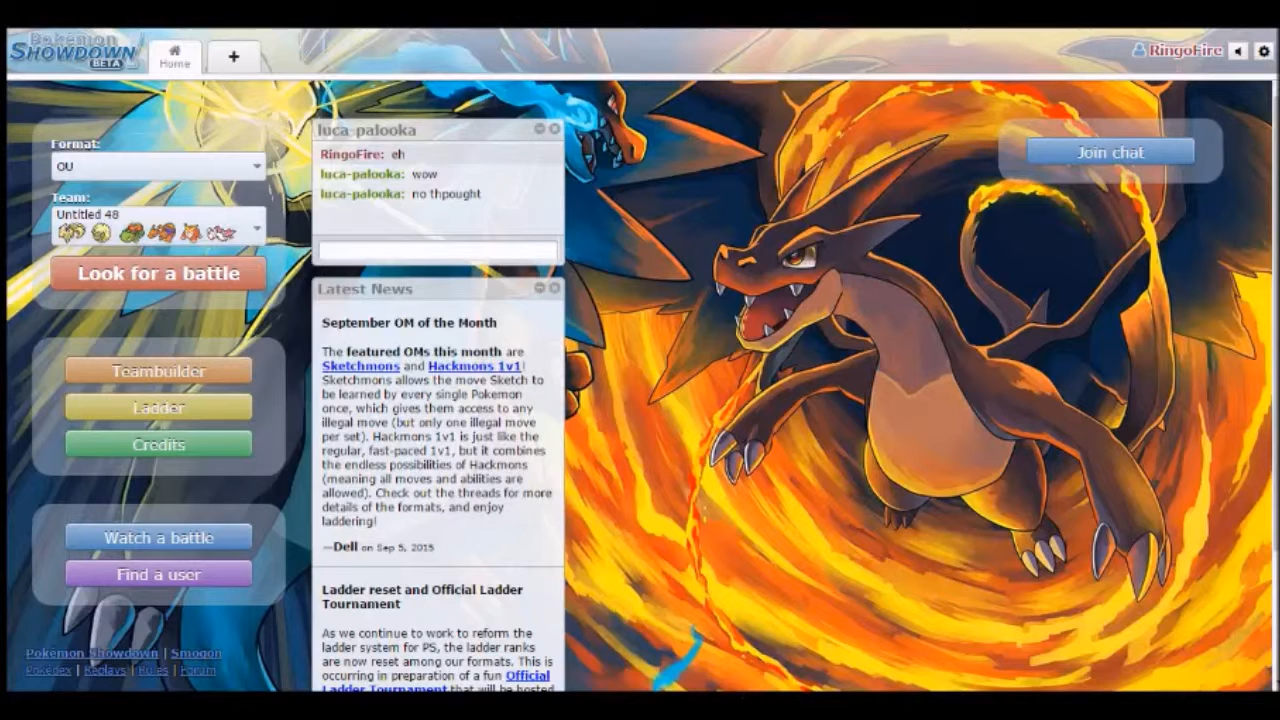 Pokémon
SHOWDOWN
BETA
Home
+
RingoFire
Format:
OU
Team:
Untitled 48
Look for a battle
Teambuilder
Ladder
Credits
Watch a battle
Find a user
Pokémon Showdown | Smogon
Pokédex | Replays | Rules | Forum
luca-palooka
RingoFire: eh
luca-palooka: wow
luca-palooka: no thpought
Latest News
September OM of the Month
The featured OMs this month are
Sketchmons and Hackmons 1v1!
Sketchmons allows the move Sketch to
be learned by every single Pokemon
once, which gives them access to any
illegal move (but only one illegal move
per set). Hackmons 1v1 is just like the
regular, fast-paced 1v1, but it combines
the endless possibilities of Hackmons
(meaning all moves and abilities are
allowed). Check out the threads for more
details of the formats, and enjoy
laddering!
—Dell on Sep 5, 2015
Ladder reset and Official Ladder
Tournament
As we continue to work to reform the
ladder system for PS, the ladder ranks
are now reset among our formats. This is
occurring in preparation of a fun Official
Ladder Tournament that will be hosted
Join chat